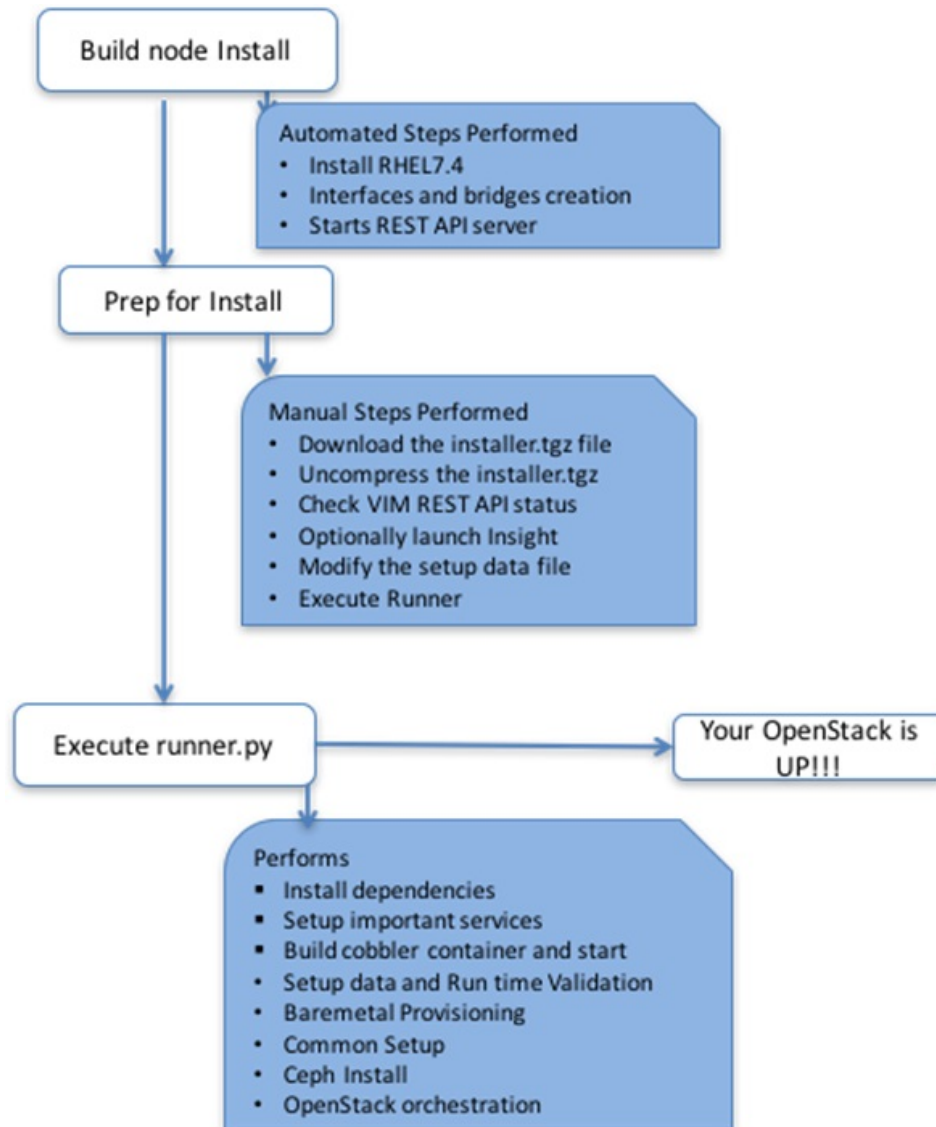 Build node Install
Automated Steps Performed
• Install RHEL7.4
• Interfaces and bridges creation
• Starts REST API server
Prep for Install
Manual Steps Performed
• Download the installer.tgz file
• Uncompress the installer.tgz
• Check VIM REST API status
• Optionally launch Insight
• Modify the setup data file
• Execute Runner
Execute runner.py
Your OpenStack is
UP!!!
Performs
▪ Install dependencies
▪ Setup important services
▪ Build cobbler container and start
• Setup data and Run time Validation
• Baremetal Provisioning
• Common Setup
• Ceph Install
• OpenStack orchestration